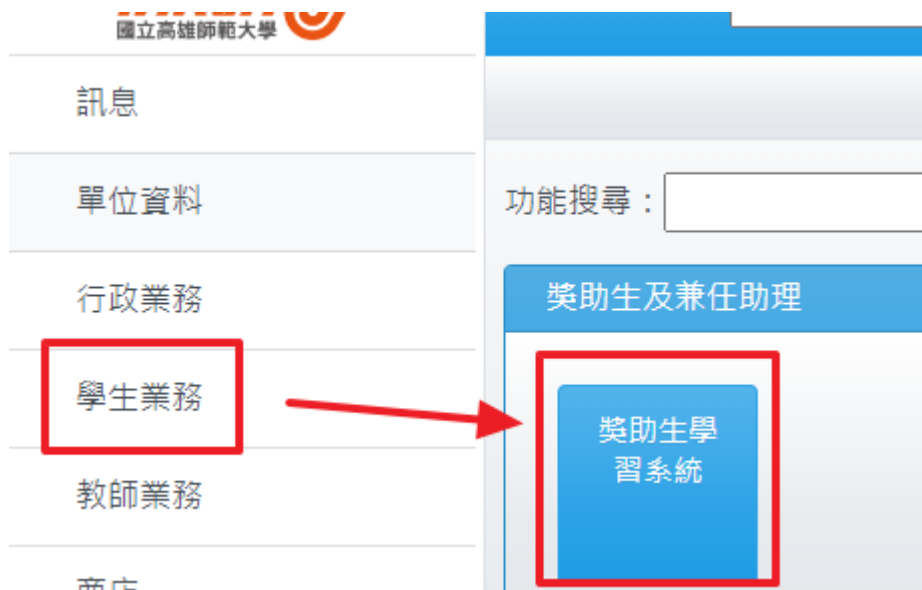 國立高雄師範大學
訊息
單位資料
功能搜尋：
行政業務
獎助生及兼任助理
學生業務
獎助生學
習系統
教師業務
商店